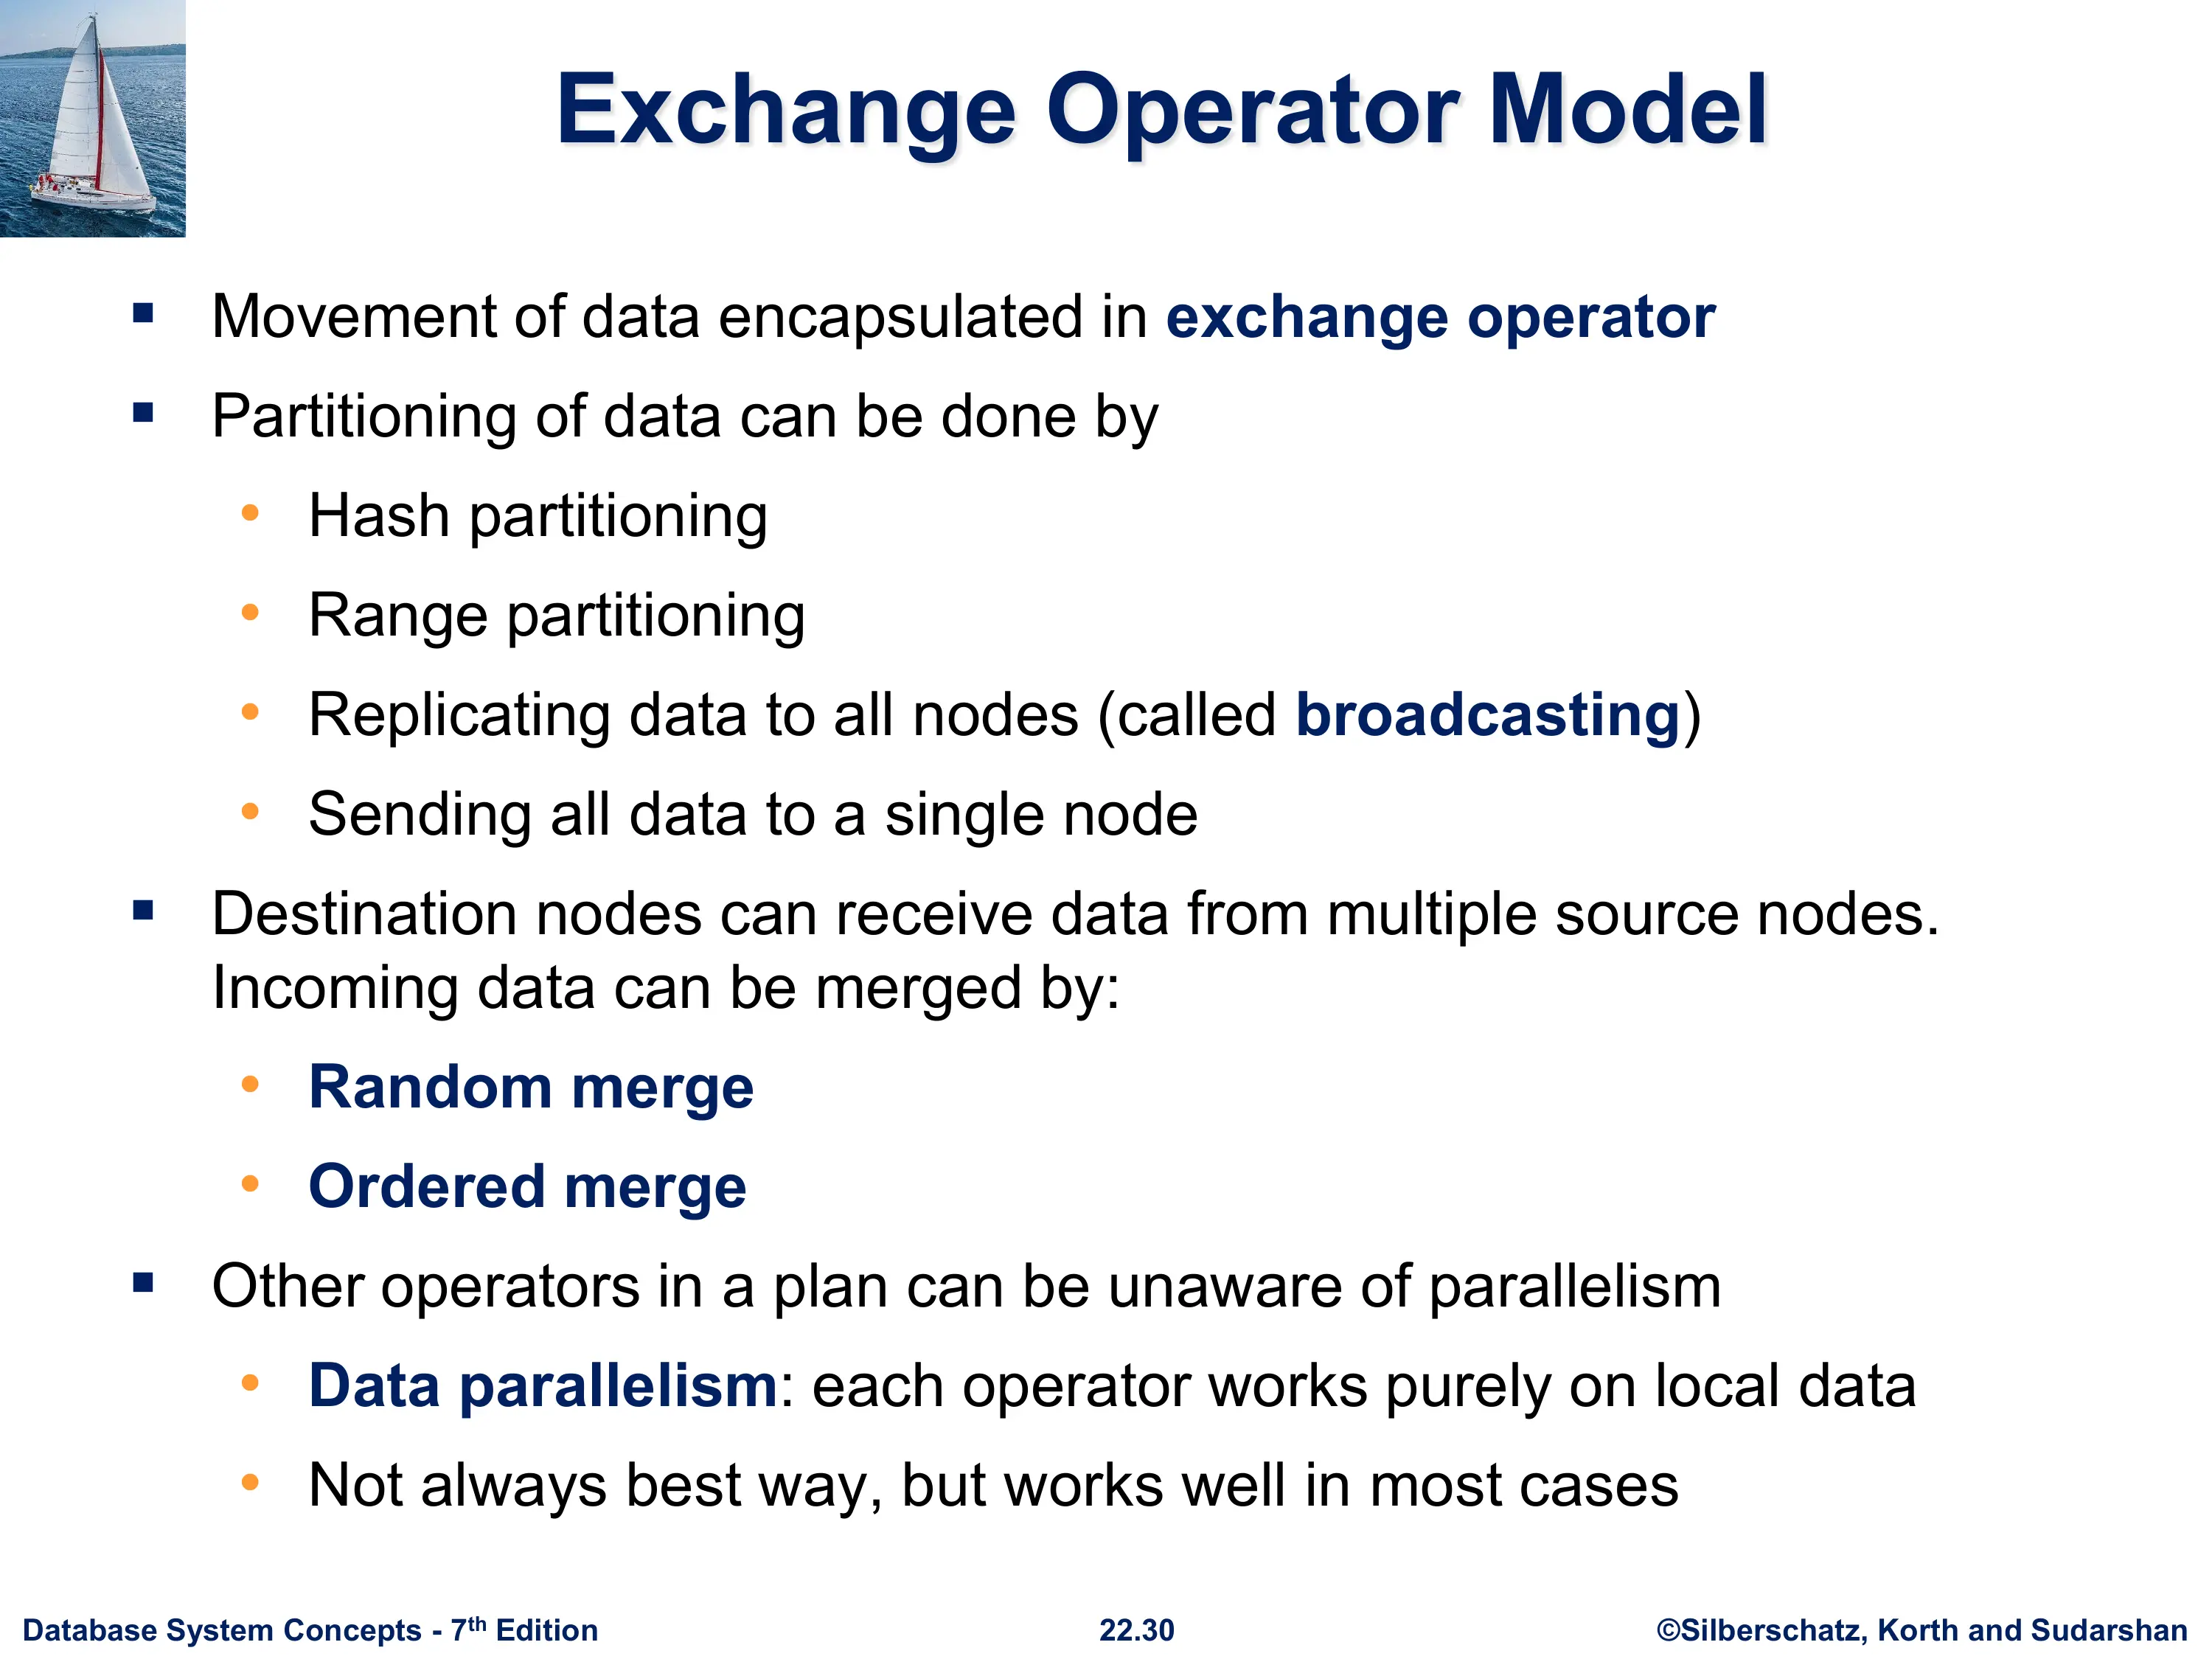 Exchange Operator Model
▪ Movement of data encapsulated in exchange operator
▪ Partitioning of data can be done by
• Hash partitioning
• Range partitioning
• Replicating data to all nodes (called broadcasting)
• Sending all data to a single node
▪ Destination nodes can receive data from multiple source nodes.
Incoming data can be merged by:
• Random merge
• Ordered merge
▪ Other operators in a plan can be unaware of parallelism
• Data parallelism: each operator works purely on local data
• Not always best way, but works well in most cases
Database System Concepts - 7th Edition 22.30 ©Silberschatz, Korth and Sudarshan